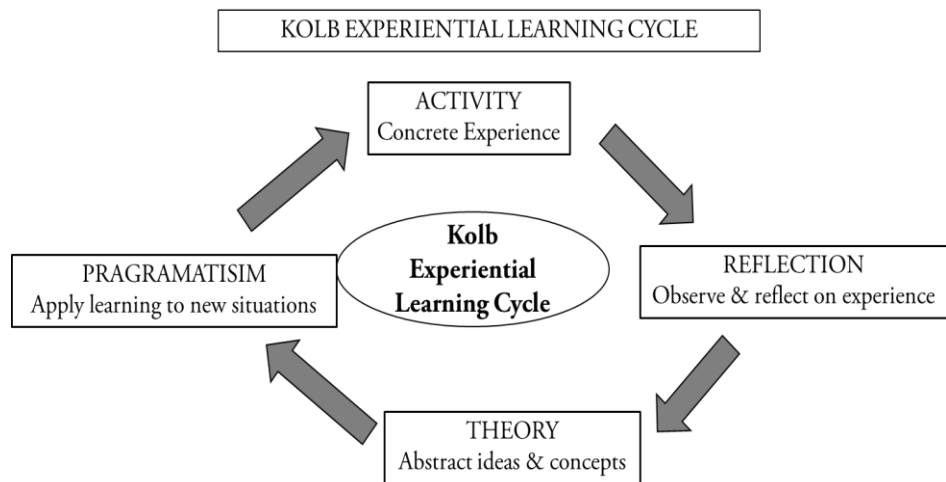 KOLB EXPERIENTIAL LEARNING CYCLE
ACTIVITY
Concrete Experience
REFLECTION
Observe & reflect on experience
THEORY
Abstract ideas & concepts
PRAGRAMATISIM
Apply learning to new situations
Kolb
Experiential
Learning Cycle